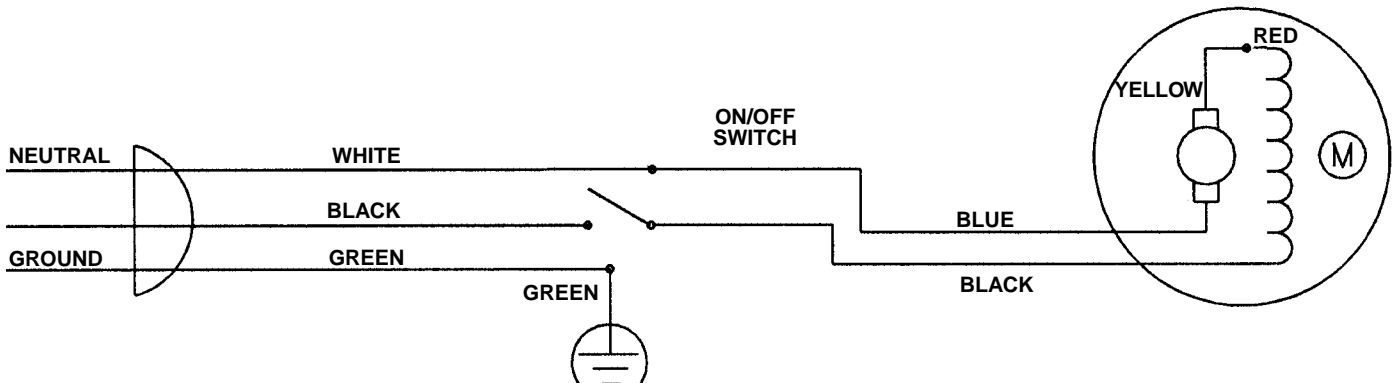 RED
YELLOW
ON/OFF
SWITCH
NEUTRAL
WHITE
M
BLACK
BLUE
GROUND
GREEN
GREEN
BLACK